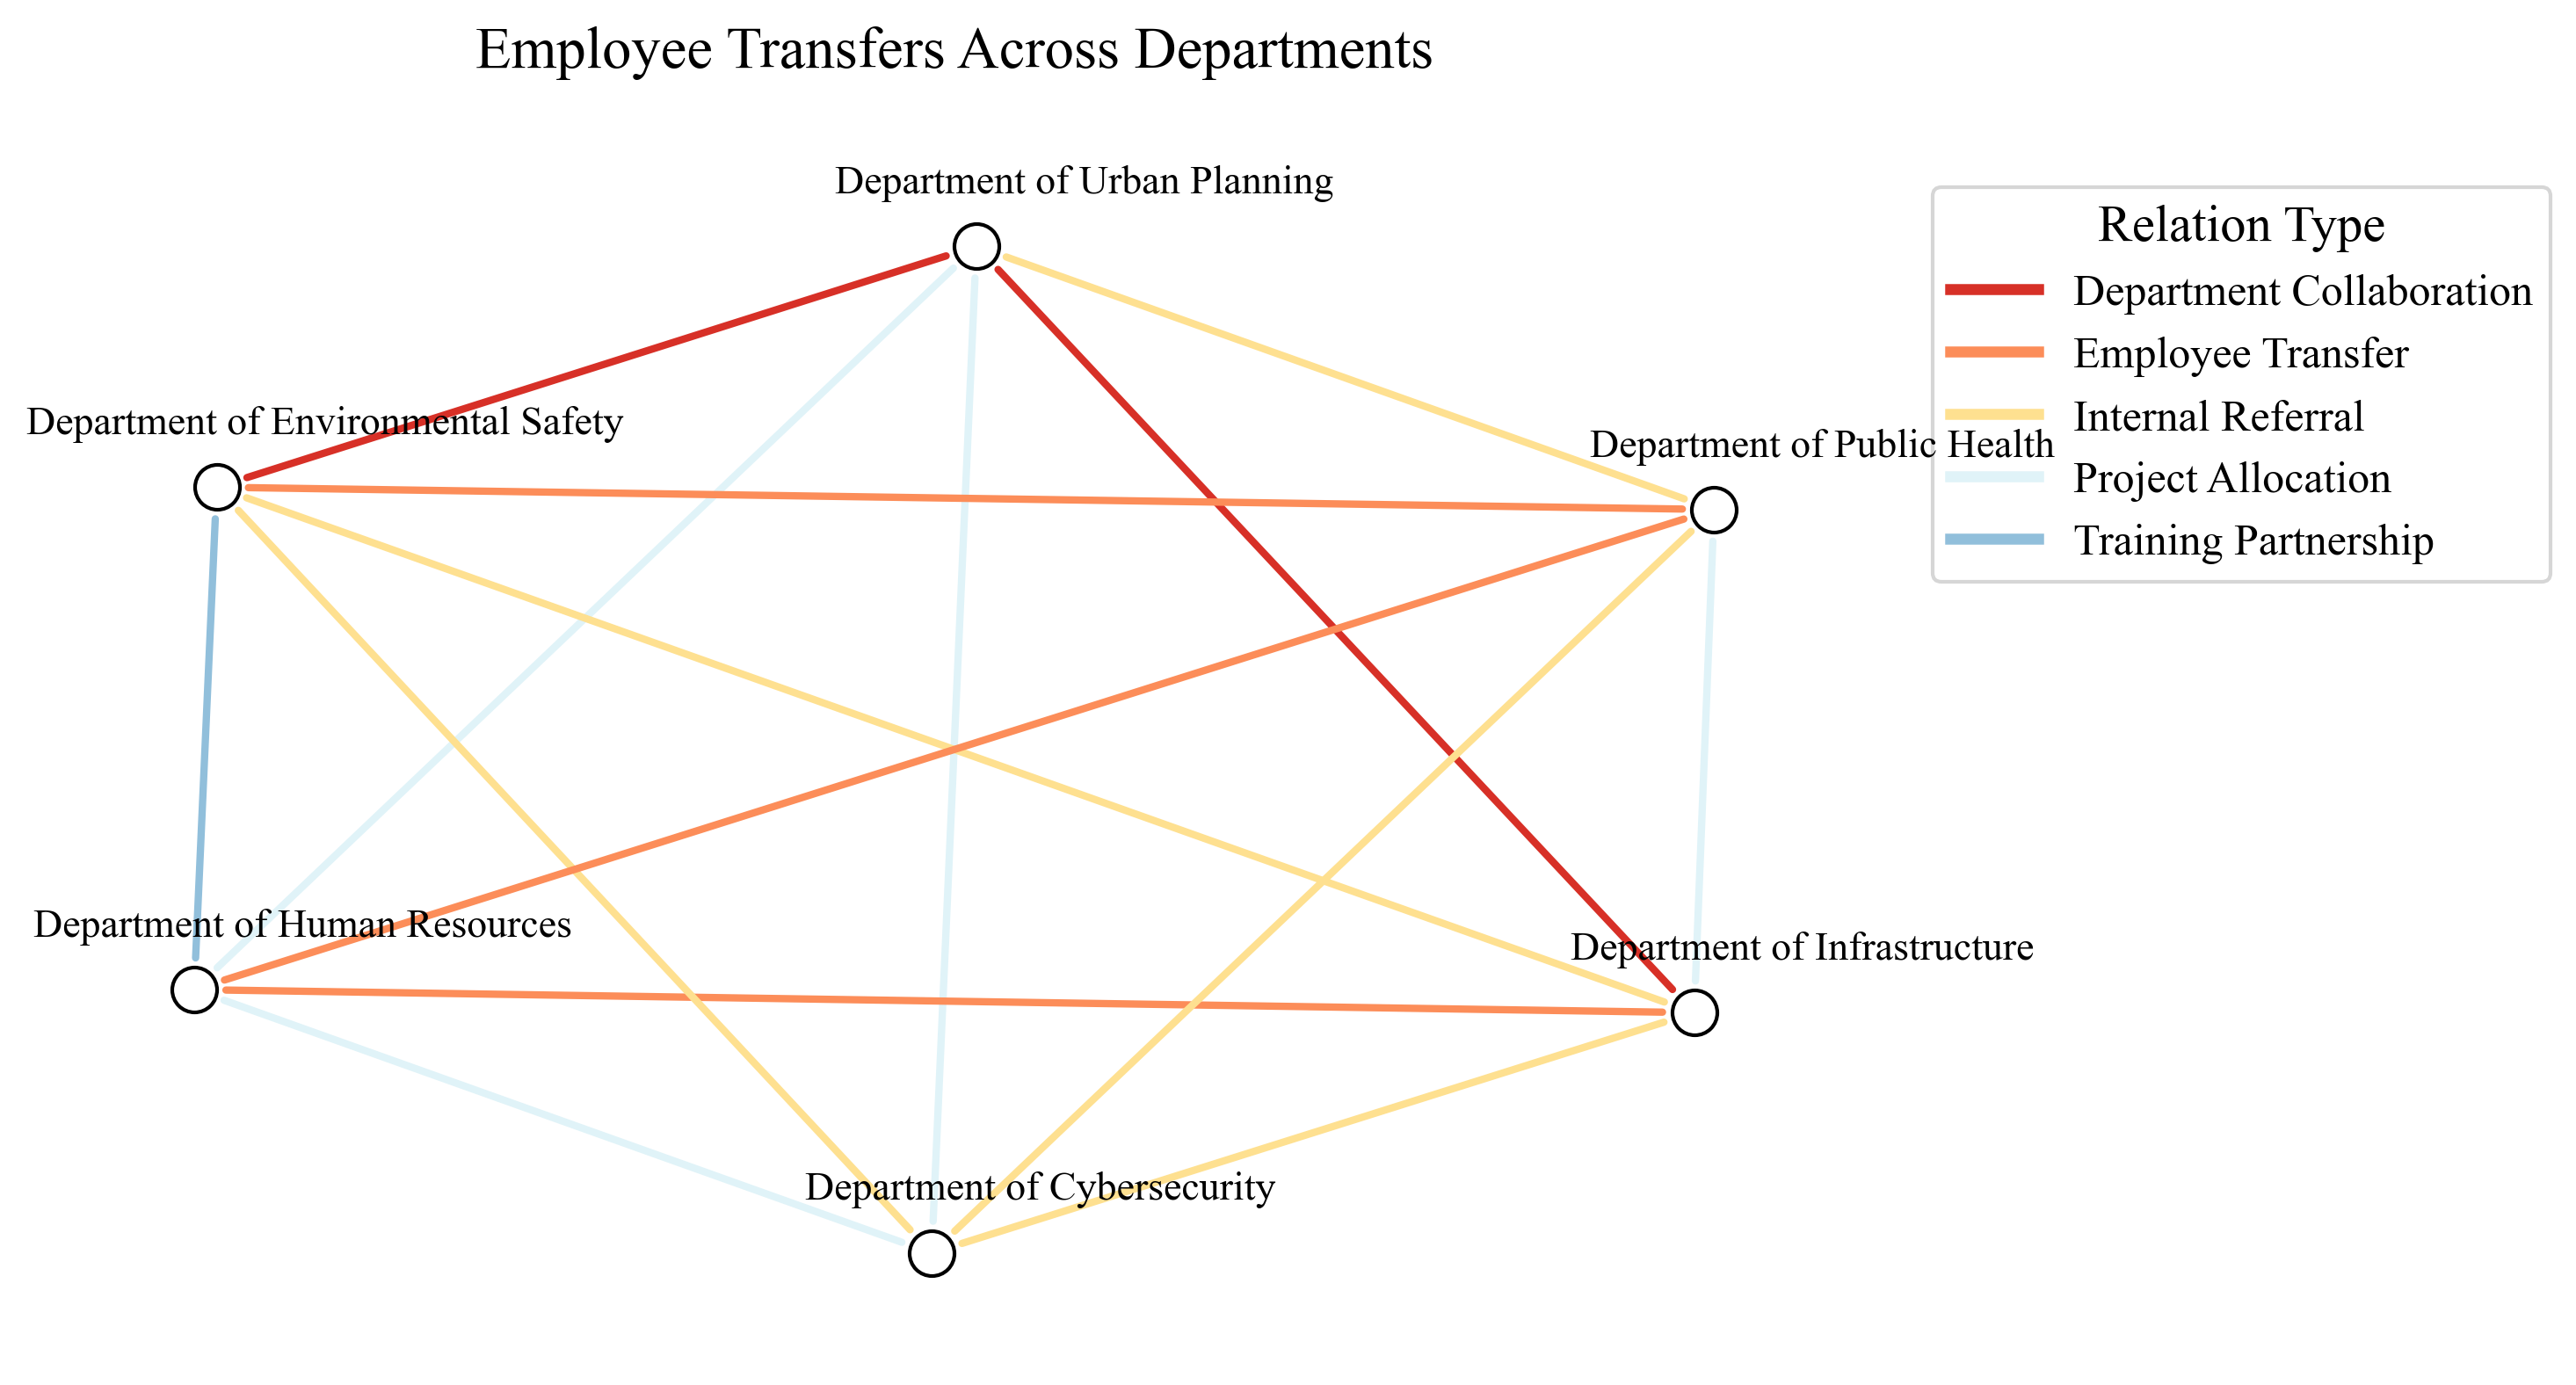 Employee Transfers Across Departments
Department of Urban Planning
Relation Type
Department Collaboration
Employee Transfer
Internal Referral
Project Allocation
Training Partnership
Department of Environmental Safety
Department of Public Health
Department of Human Resources
Department of Infrastructure
Department of Cybersecurity